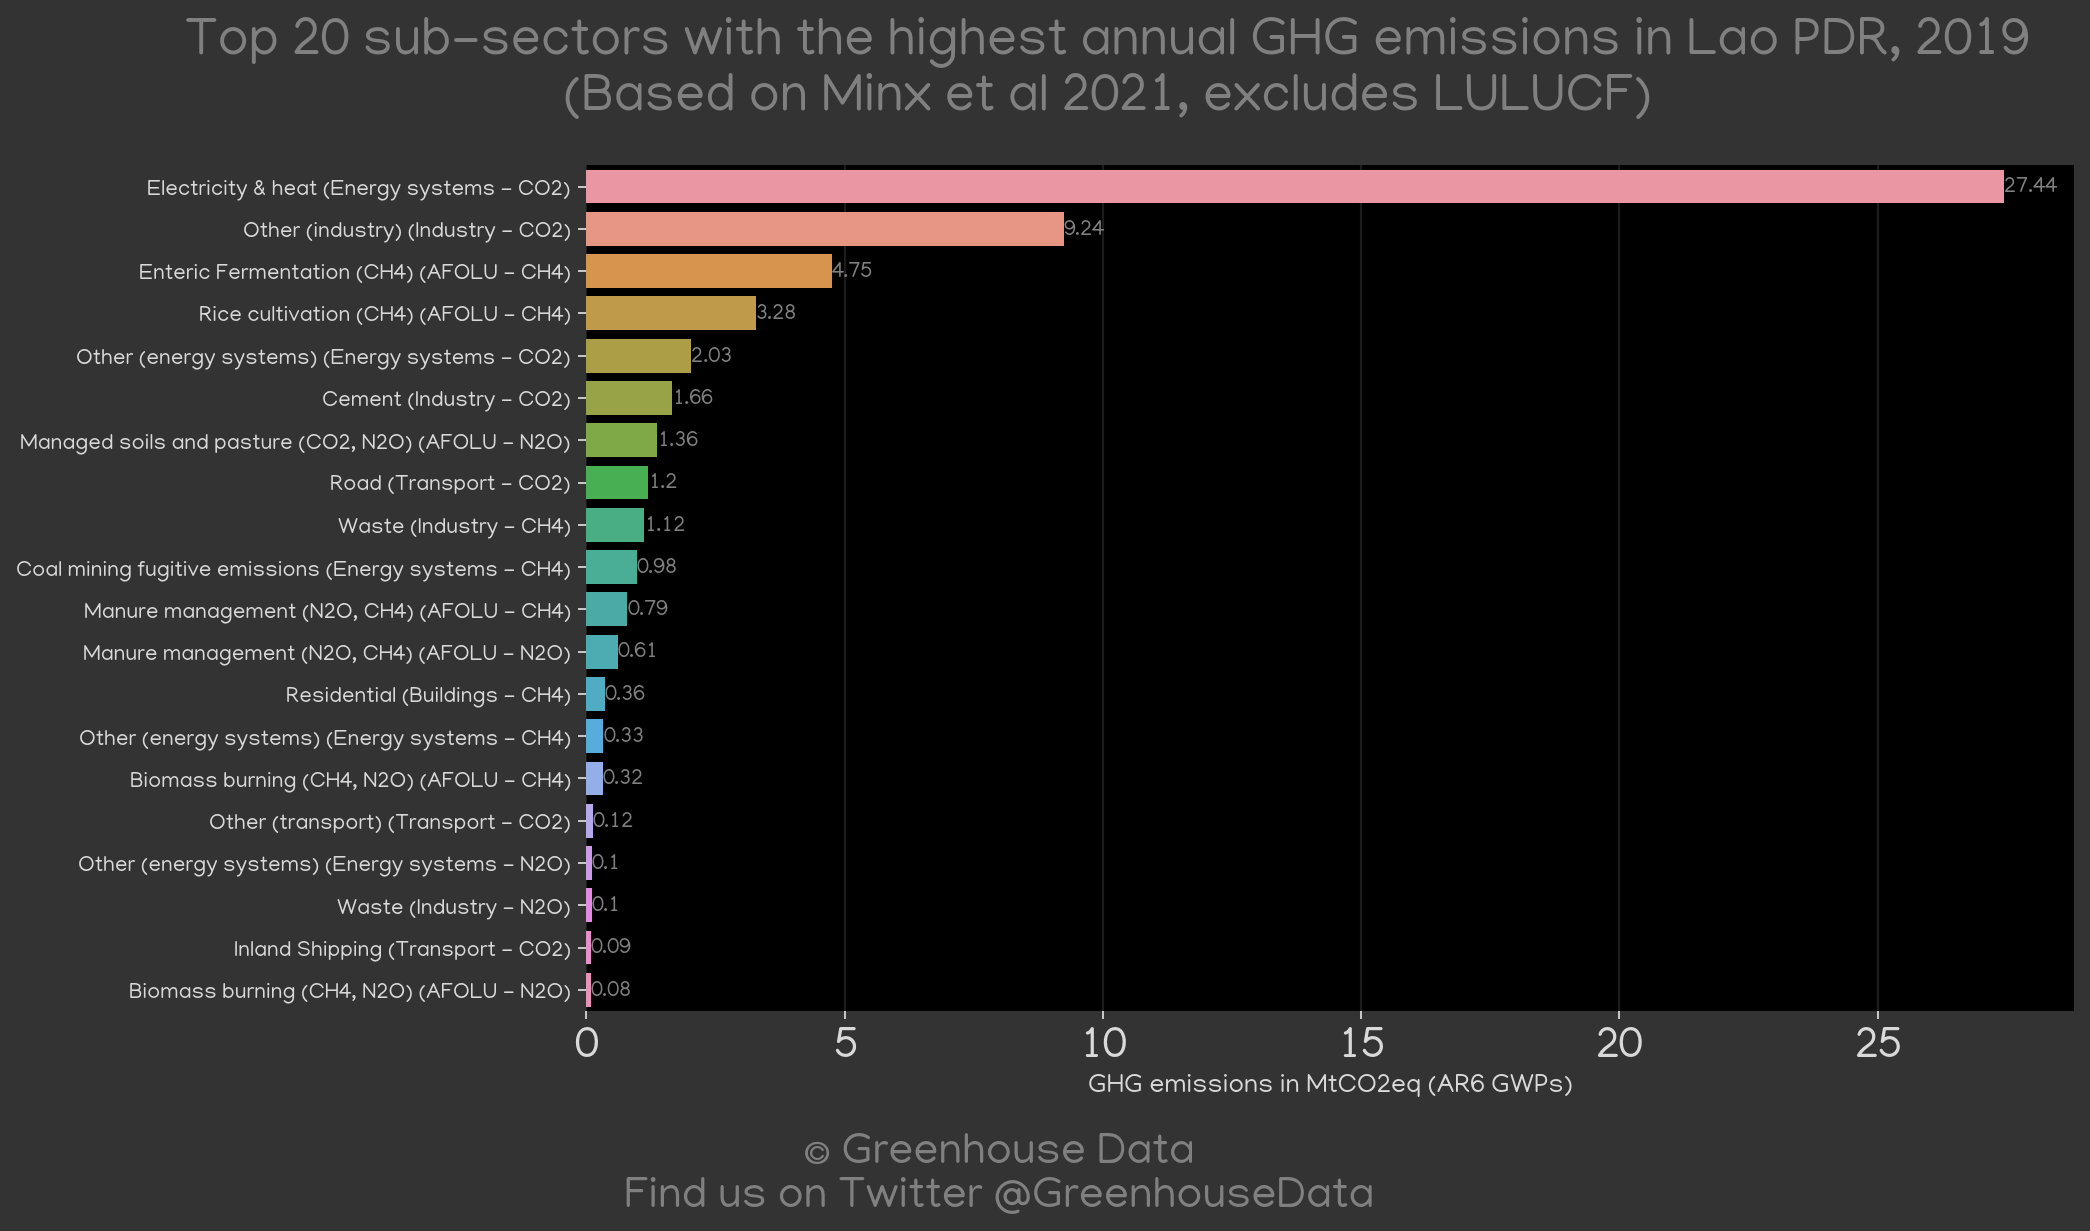 Top 20 sub-sectors with the highest annual GHG emissions in Lao PDR, 2019
(Based on Minx et al 2021, excludes LULUCF)
Electricity & heat (Energy systems - CO2) 27.44
Other (industry) (Industry - CO2) 9.24
Enteric Fermentation (CH4) (AFOLU - CH4) 4.75
Rice cultivation (CH4) (AFOLU - CH4) 3.28
Other (energy systems) (Energy systems - CO2) 2.03
Cement (Industry - CO2) 1.66
Managed soils and pasture (CO2, N2O) (AFOLU - N2O) 1.36
Road (Transport - CO2) 1.2
Waste (Industry - CH4) 1.12
Coal mining fugitive emissions (Energy systems - CH4) 0.98
Manure management (N2O, CH4) (AFOLU - CH4) 0.79
Manure management (N2O, CH4) (AFOLU - N2O) 0.61
Residential (Buildings - CH4) 0.36
Other (energy systems) (Energy systems - CH4) 0.33
Biomass burning (CH4, N2O) (AFOLU - CH4) 0.32
Other (transport) (Transport - CO2) 0.12
Other (energy systems) (Energy systems - N2O) 0.1
Waste (Industry - N2O) 0.1
Inland Shipping (Transport - CO2) 0.09
Biomass burning (CH4, N2O) (AFOLU - N2O) 0.08
0 5 10 15 20 25
GHG emissions in MtCO2eq (AR6 GWPs)
© Greenhouse Data
Find us on Twitter @GreenhouseData